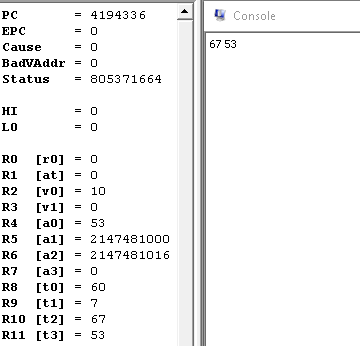 PC = 4194336
EPC = 0
Cause = 0
BadVAddr = 0
Status = 805371664
HI = 0
LO = 0
R0 [r0] = 0
R1 [at] = 0
R2 [v0] = 10
R3 [v1] = 0
R4 [a0] = 53
R5 [a1] = 2147481000
R6 [a2] = 2147481016
R7 [a3] = 0
R8 [t0] = 60
R9 [t1] = 7
R10 [t2] = 67
R11 [t3] = 53
Console
67 53